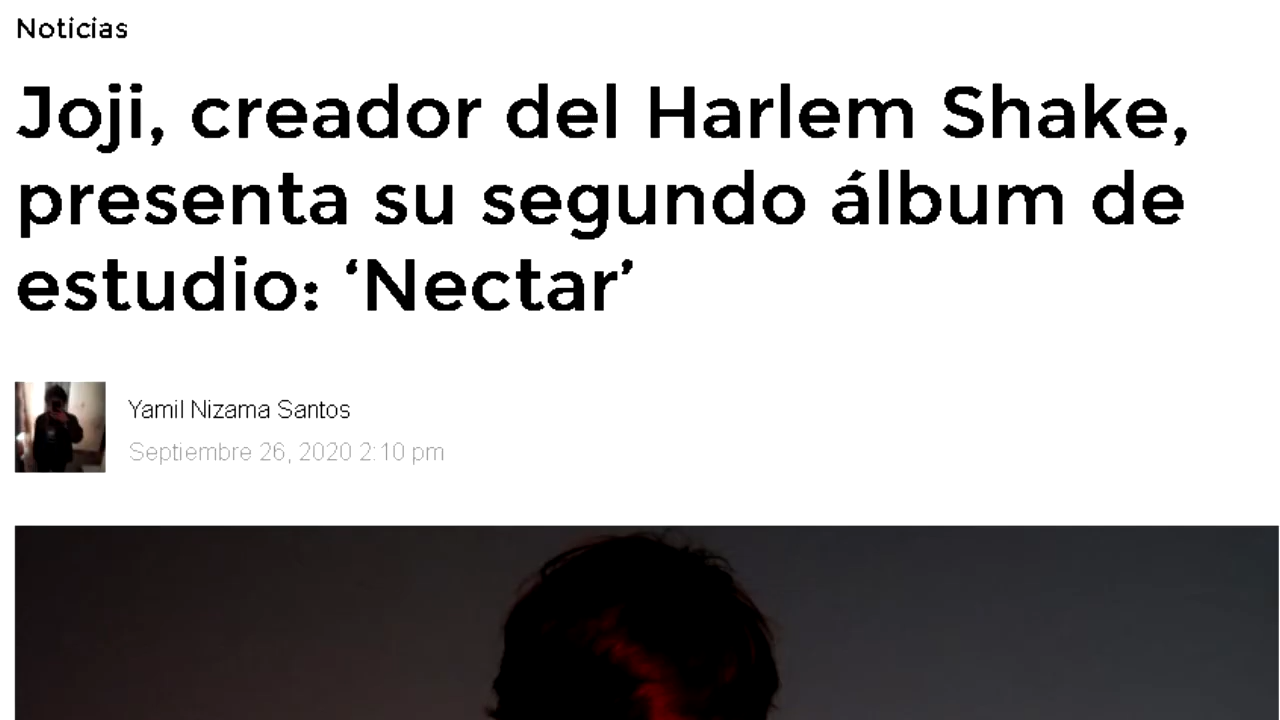 Noticias
Joji, creador del Harlem Shake,
presenta su segundo álbum de
estudio: ‘Nectar’
Yamil Nizama Santos
Septiembre 26, 2020 2:10 pm